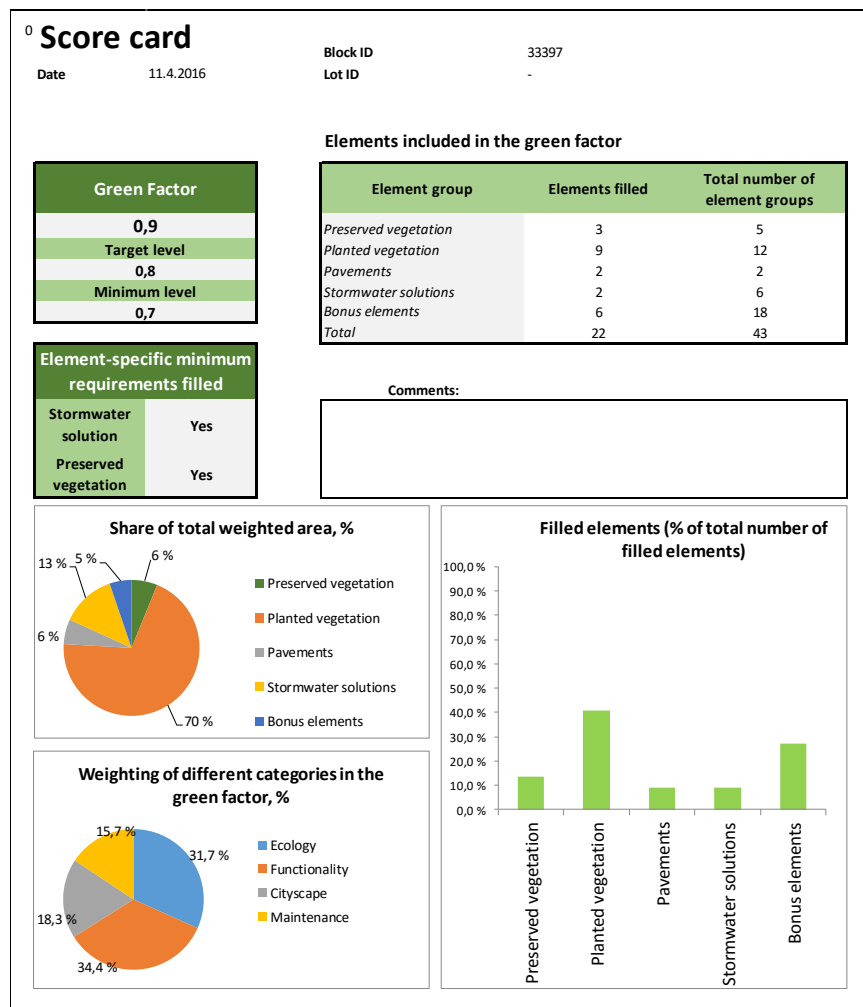 0 Score card
Block ID 33397
Date 11.4.2016 Lot ID -
Elements included in the green factor
Green Factor
0,9
Target level
0,8
Minimum level
0,7
Element group Elements filled Total number of
element groups
Preserved vegetation 3 5
Planted vegetation 9 12
Pavements 2 2
Stormwater solutions 2 6
Bonus elements 6 18
Total 22 43
Element-specific minimum
requirements filled
Stormwater
solution Yes
Preserved
vegetation Yes
Comments:
Share of total weighted area, %
13 % 5 % 6 %
6 %
70 %
Preserved vegetation
Planted vegetation
Pavements
Stormwater solutions
Bonus elements
Weighting of different categories in the
green factor, %
15,7 %
31,7 %
18,3 %
34,4 %
Ecology
Functionality
Cityscape
Maintenance
Filled elements (% of total number of
filled elements)
100,0 %
90,0 %
80,0 %
70,0 %
60,0 %
50,0 %
40,0 %
30,0 %
20,0 %
10,0 %
0,0 %
Preserved vegetation
Planted vegetation
Pavements
Stormwater solutions
Bonus elements